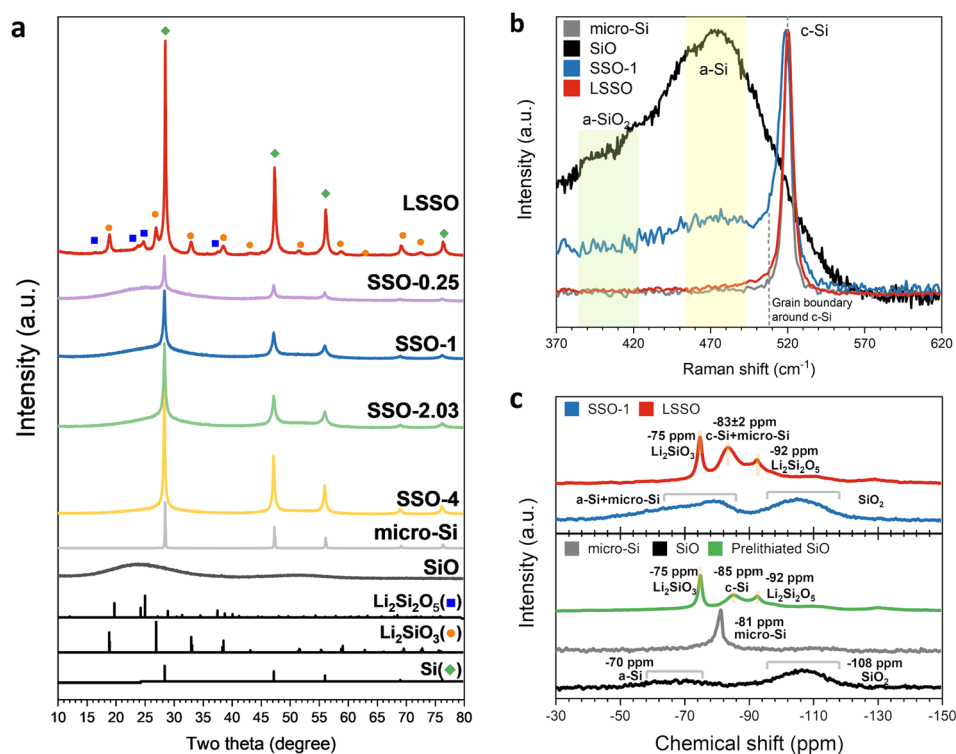 a
LSSO
SSO-0.25
SSO-1
SSO-2.03
SSO-4
micro-Si
SiO
Li₂Si₂O₅(■)
Li₂SiO₃(●)
Si(◆)
Intensity (a.u.)
10 15 20 25 30 35 40 45 50 55 60 65 70 75 80
Two theta (degree)
b
micro-Si
SiO
SSO-1
LSSO
c-Si
a-Si
a-SiO₂
Grain boundary
around c-Si
Intensity (a.u.)
370 420 470 520 570 620
Raman shift (cm⁻¹)
c
SSO-1 LSSO
-83±2 ppm
c-Si+micro-Si
-75 ppm
Li₂SiO₃
-92 ppm
Li₂Si₂O₅
a-Si+micro-Si
SiO₂
micro-Si SiO Prelithiated SiO
-75 ppm
Li₂SiO₃
-85 ppm
c-Si
-92 ppm
Li₂Si₂O₅
-81 ppm
micro-Si
-70 ppm
a-Si
-108 ppm
SiO₂
Intensity (a.u.)
-30 -50 -70 -90 -110 -130 -150
Chemical shift (ppm)